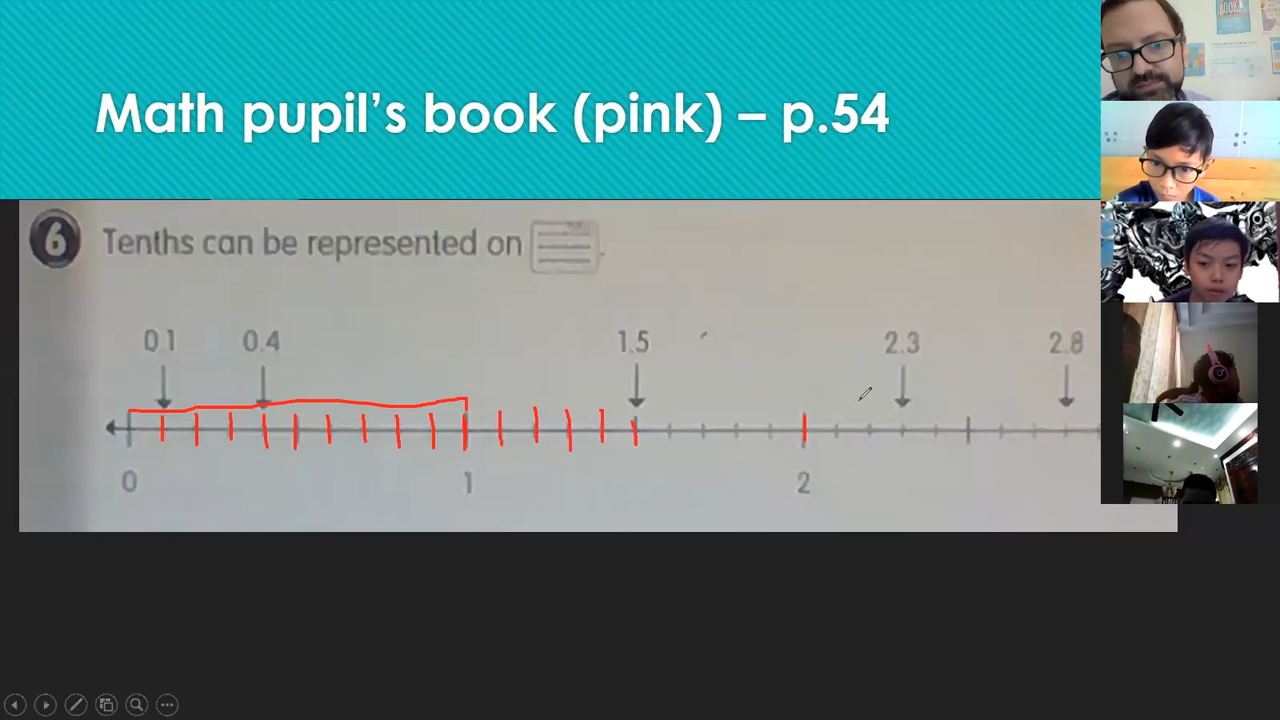 Math pupil's book (pink) – p.54
6 Tenths can be represented on
0.1 0.4 1.5 2.3 2.8
0 1 2